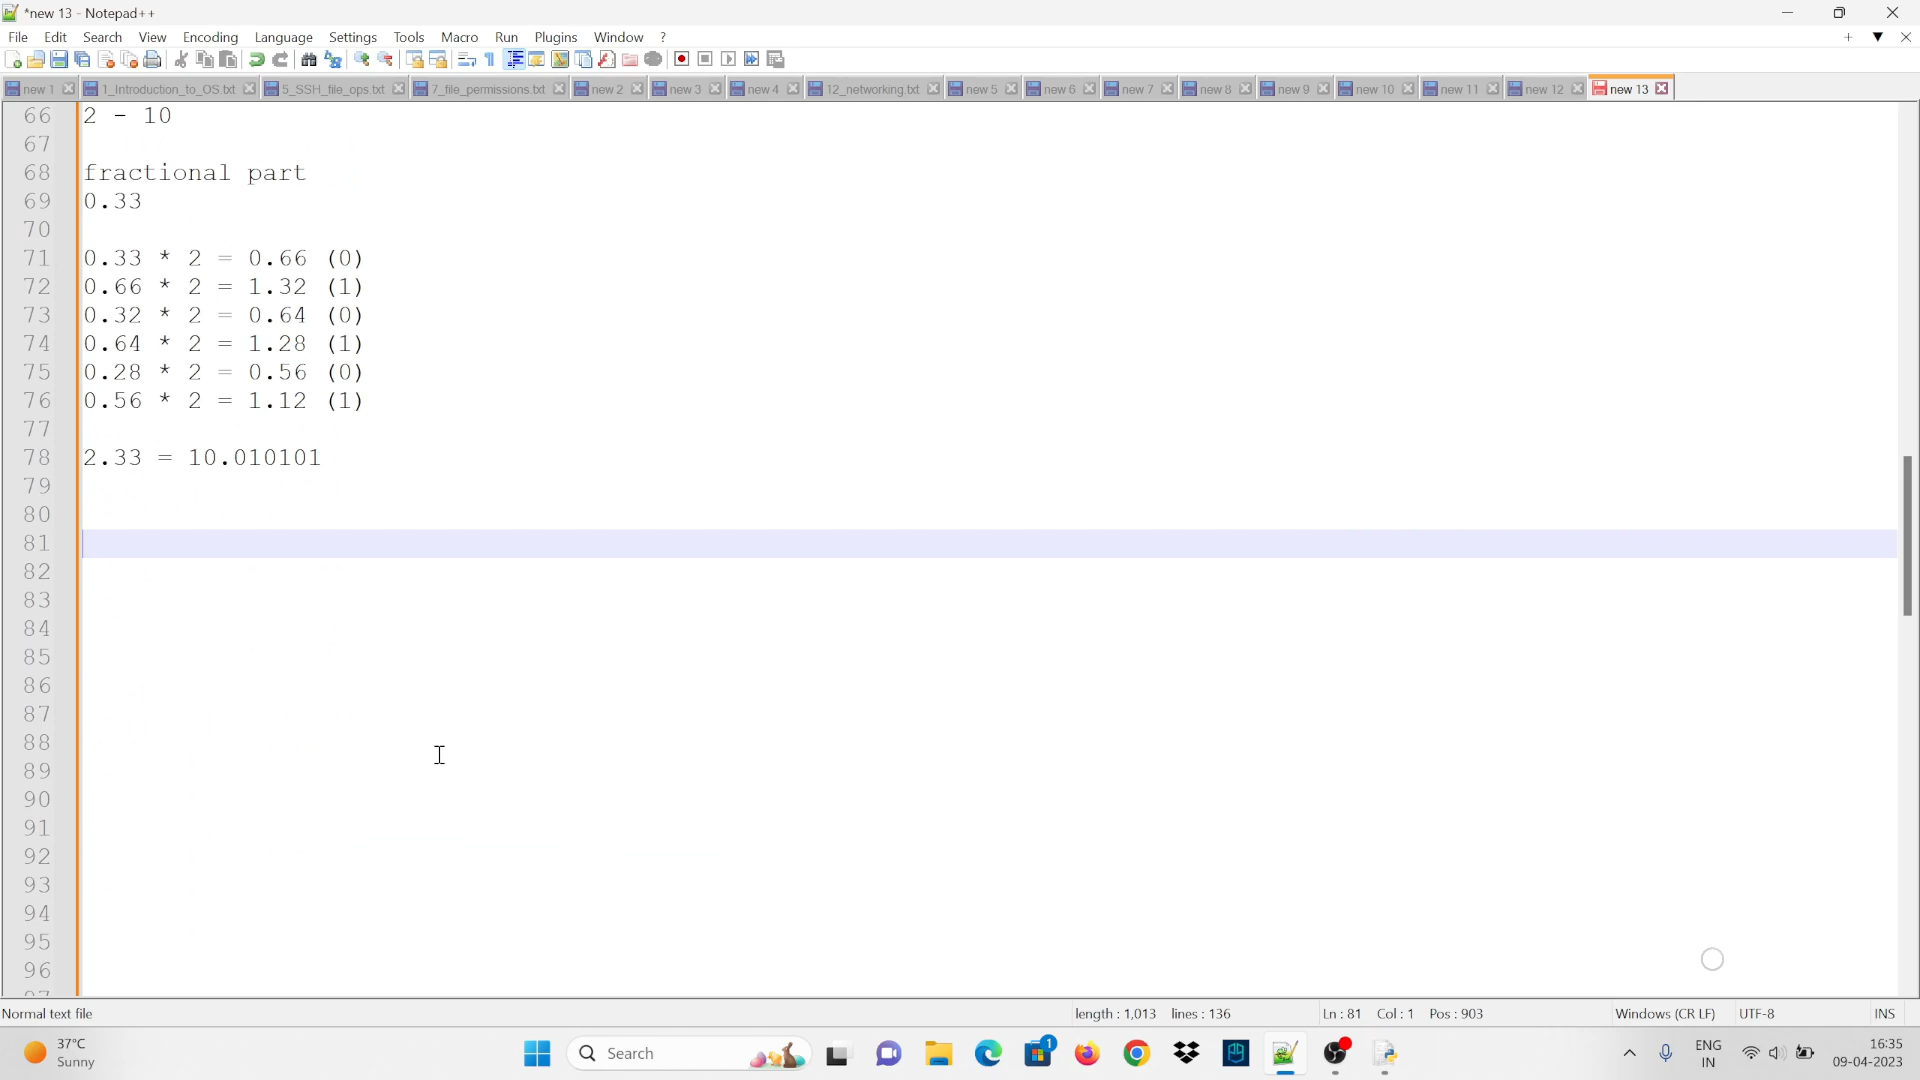 *new 13 - Notepad++
File Edit Search View Encoding Language Settings Tools Macro Run Plugins Window ?
new 1 1_Introduction_to_OS.txt 5_SSH_file_ops.txt 7_file_permissions.txt new 2 new 3 new 4 12_networking.txt new 5 new 6 new 7 new 8 new 9 new 10 new 11 new 12 new 13
66 2 - 10
67
68 fractional part
69 0.33
70
71 0.33 * 2 = 0.66 (0)
72 0.66 * 2 = 1.32 (1)
73 0.32 * 2 = 0.64 (0)
74 0.64 * 2 = 1.28 (1)
75 0.28 * 2 = 0.56 (0)
76 0.56 * 2 = 1.12 (1)
77
78 2.33 = 10.010101
79
80
81
82
83
84
85
86
87
88
89
90
91
92
93
94
95
96
97
Normal text file length : 1,013 lines : 136 Ln : 81 Col : 1 Pos : 903 Windows (CR LF) UTF-8 INS
37°C
Sunny
Search
1
ENG
IN
16:35
09-04-2023